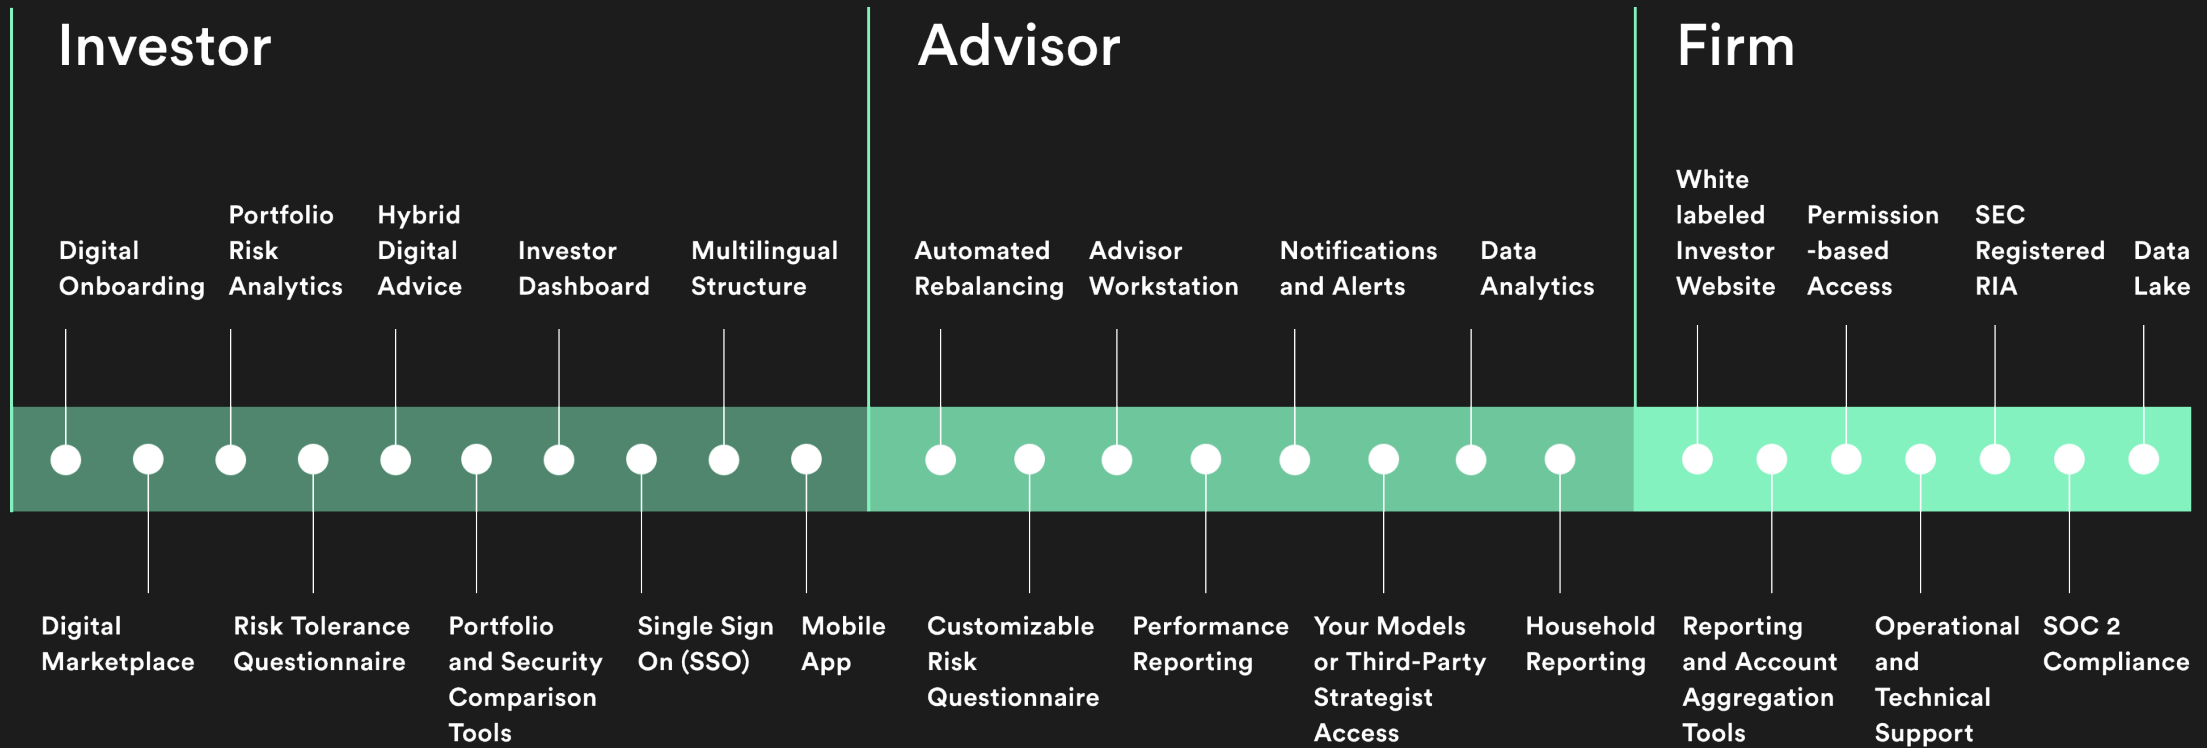 Investor
Advisor
Firm
Digital
Onboarding
Portfolio
Risk
Analytics
Hybrid
Digital
Advice
Investor
Dashboard
Multilingual
Structure
Automated
Rebalancing
Advisor
Workstation
Notifications
and Alerts
Data
Analytics
White
labeled
Investor
Website
Permission
-based
Access
SEC
Registered
RIA
Data
Lake
Digital
Marketplace
Risk Tolerance
Questionnaire
Portfolio
and Security
Comparison
Tools
Single Sign
On (SSO)
Mobile
App
Customizable
Risk
Questionnaire
Performance
Reporting
Your Models
or Third-Party
Strategist
Access
Household
Reporting
Reporting
and Account
Aggregation
Tools
Operational
and
Technical
Support
SOC 2
Compliance